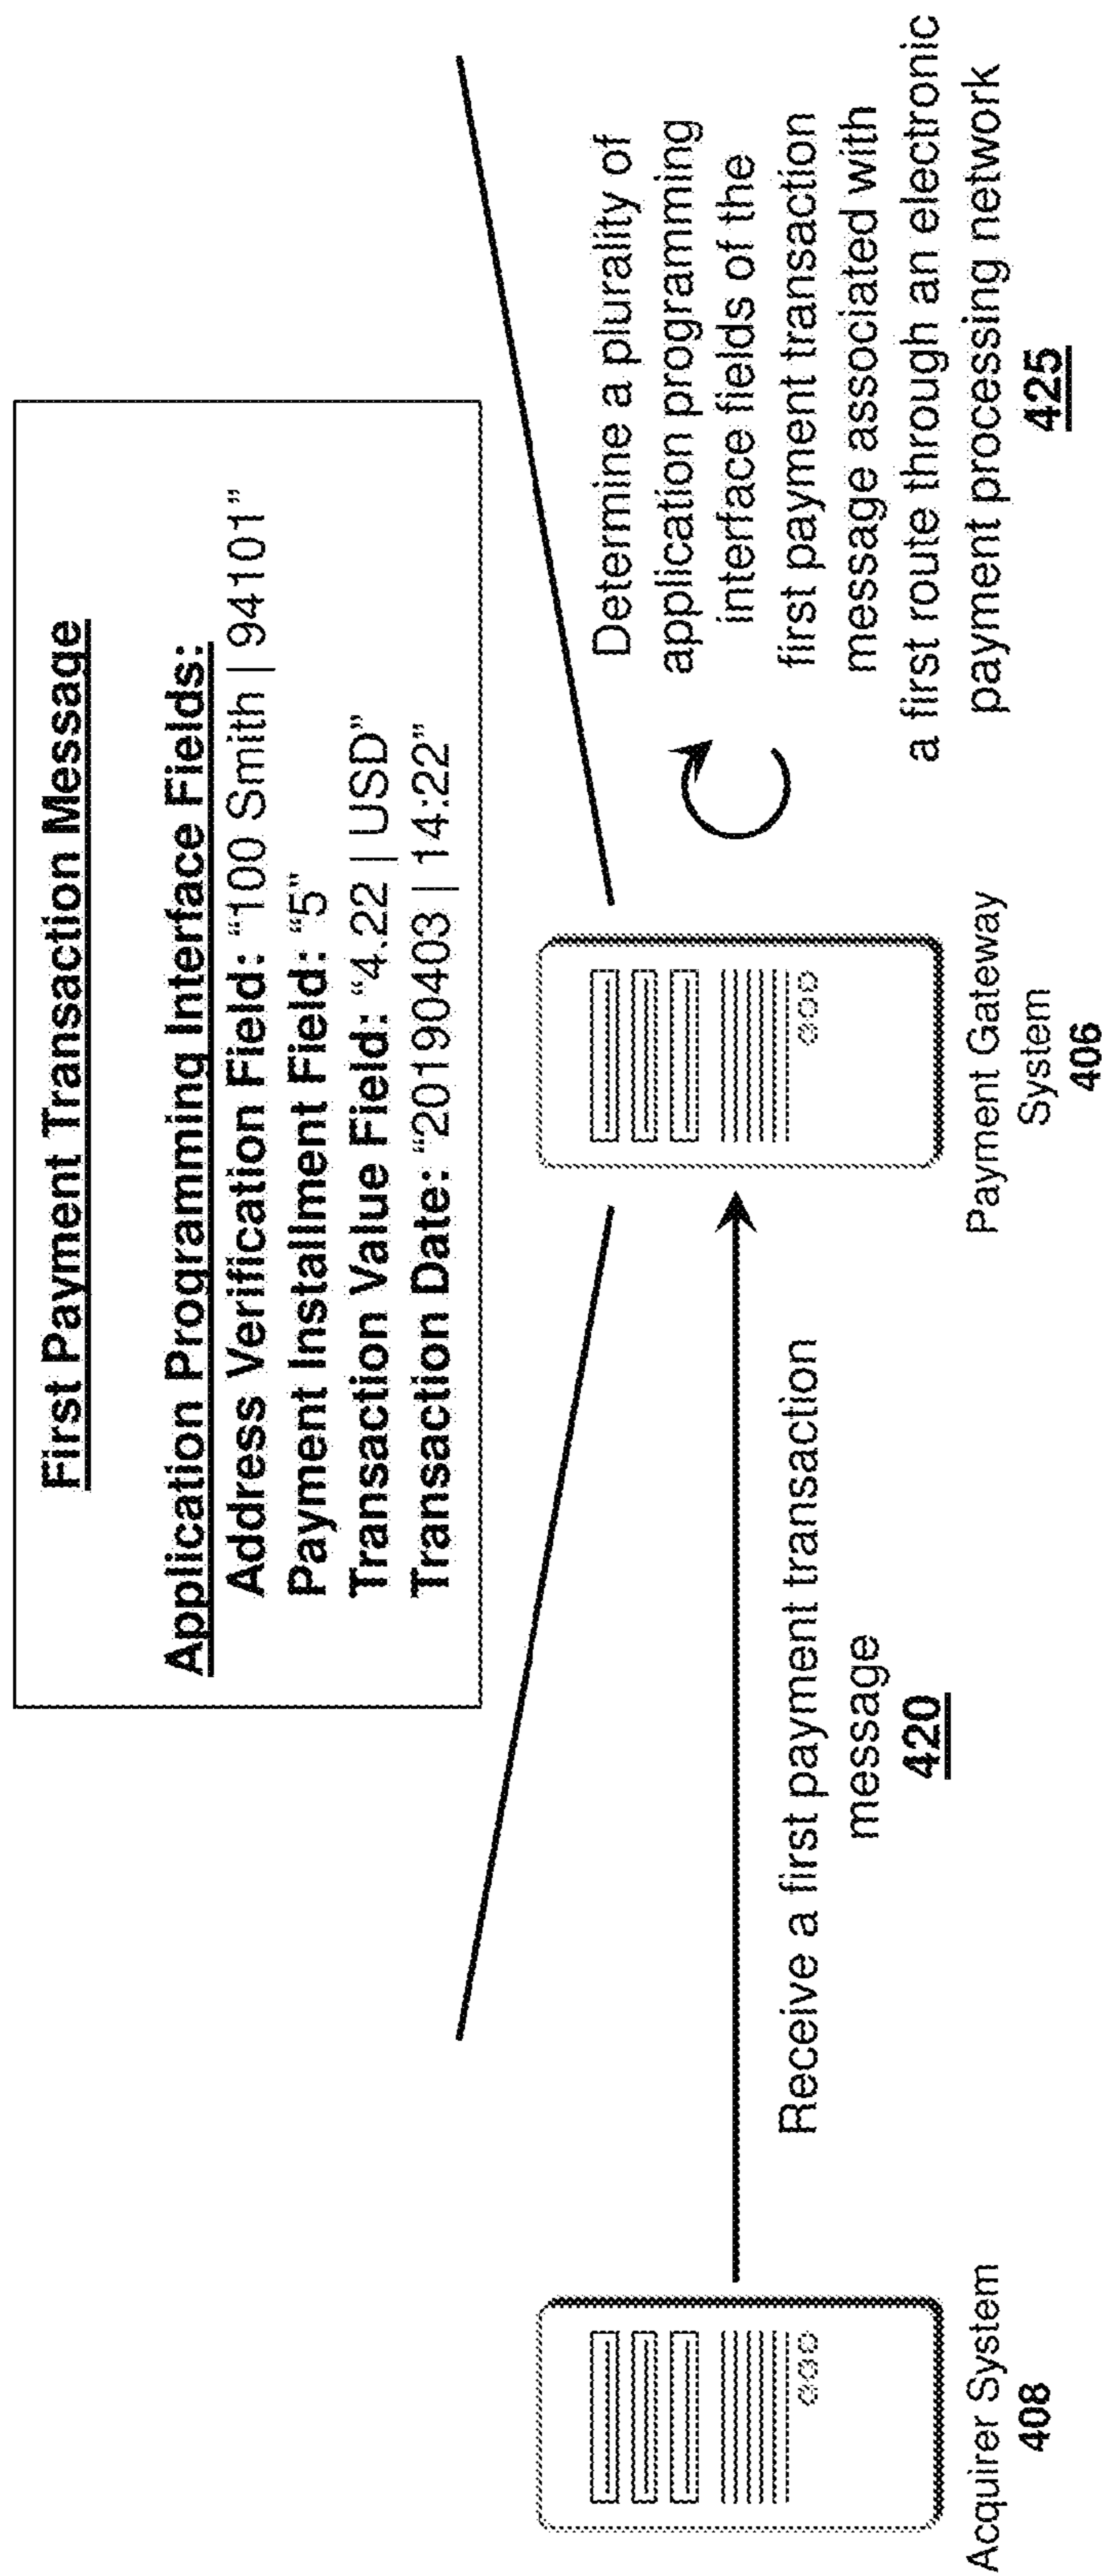 First Payment Transaction Message
Application Programming Interface Fields:
Address Verification Field: “100 Smith | 94101”
Payment Installment Field: “5”
Transaction Value Field: “4.22 | USD”
Transaction Date: “20190403 | 14:22”
Acquirer System
408
Receive a first payment transaction
message
420
Payment Gateway
System
406
Determine a plurality of
application programming
interface fields of the
first payment transaction
message associated with
a first route through an electronic
payment processing network
425